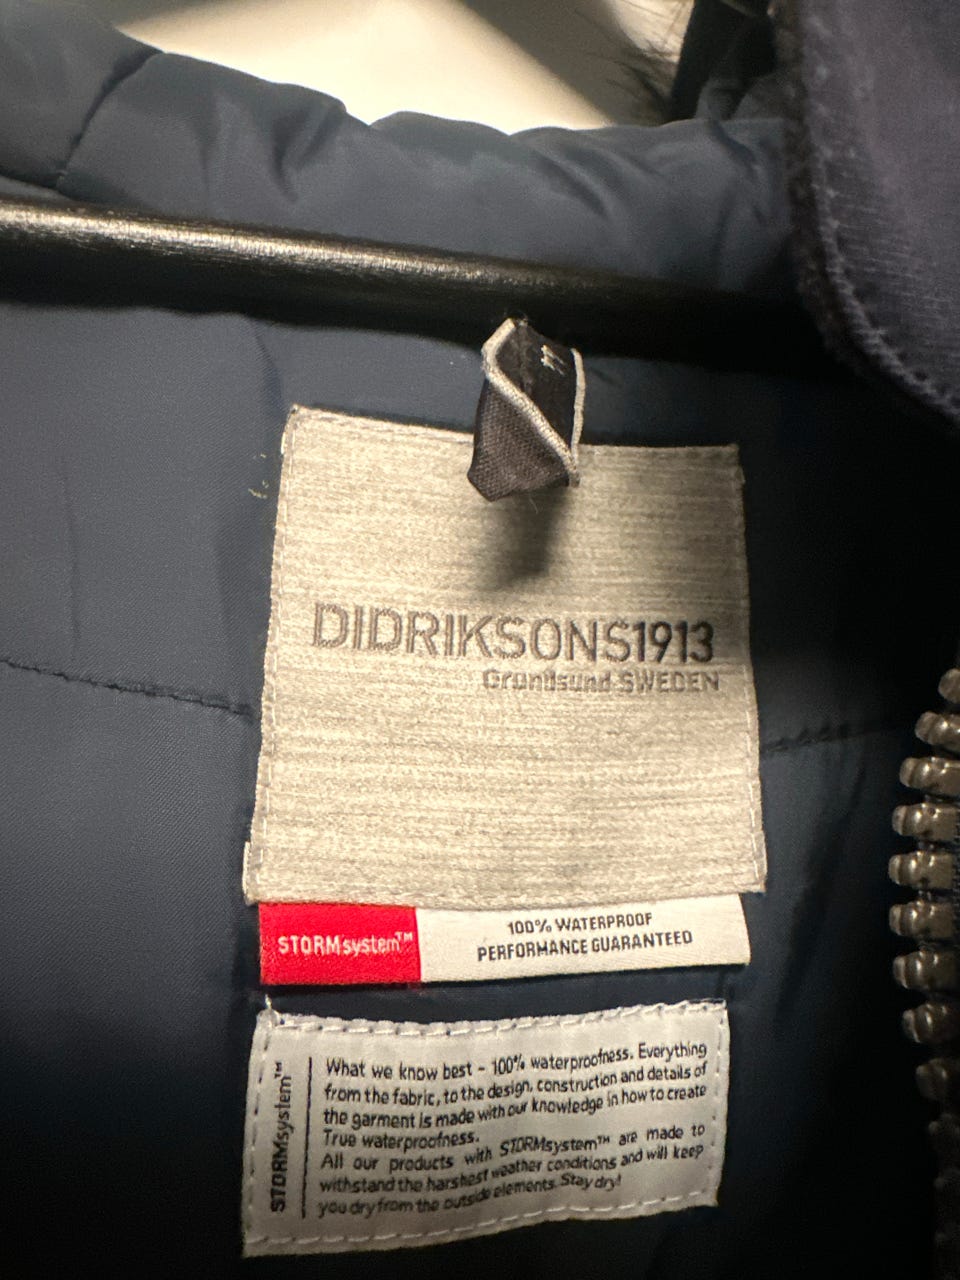 DIDRIKSONS1913
Grundsund SWEDEN
STORMsystem™
100% WATERPROOF
PERFORMANCE GUARANTEED
STORMsystem™
What we know best - 100% waterproofness. Everything
from the fabric, to the design, construction and details of
the garment is made with our knowledge in how to create
True waterproofness.
All our products with STORMsystem™ are made to
withstand the harshest weather conditions and will keep
you dry from the outside elements. Stay dry!